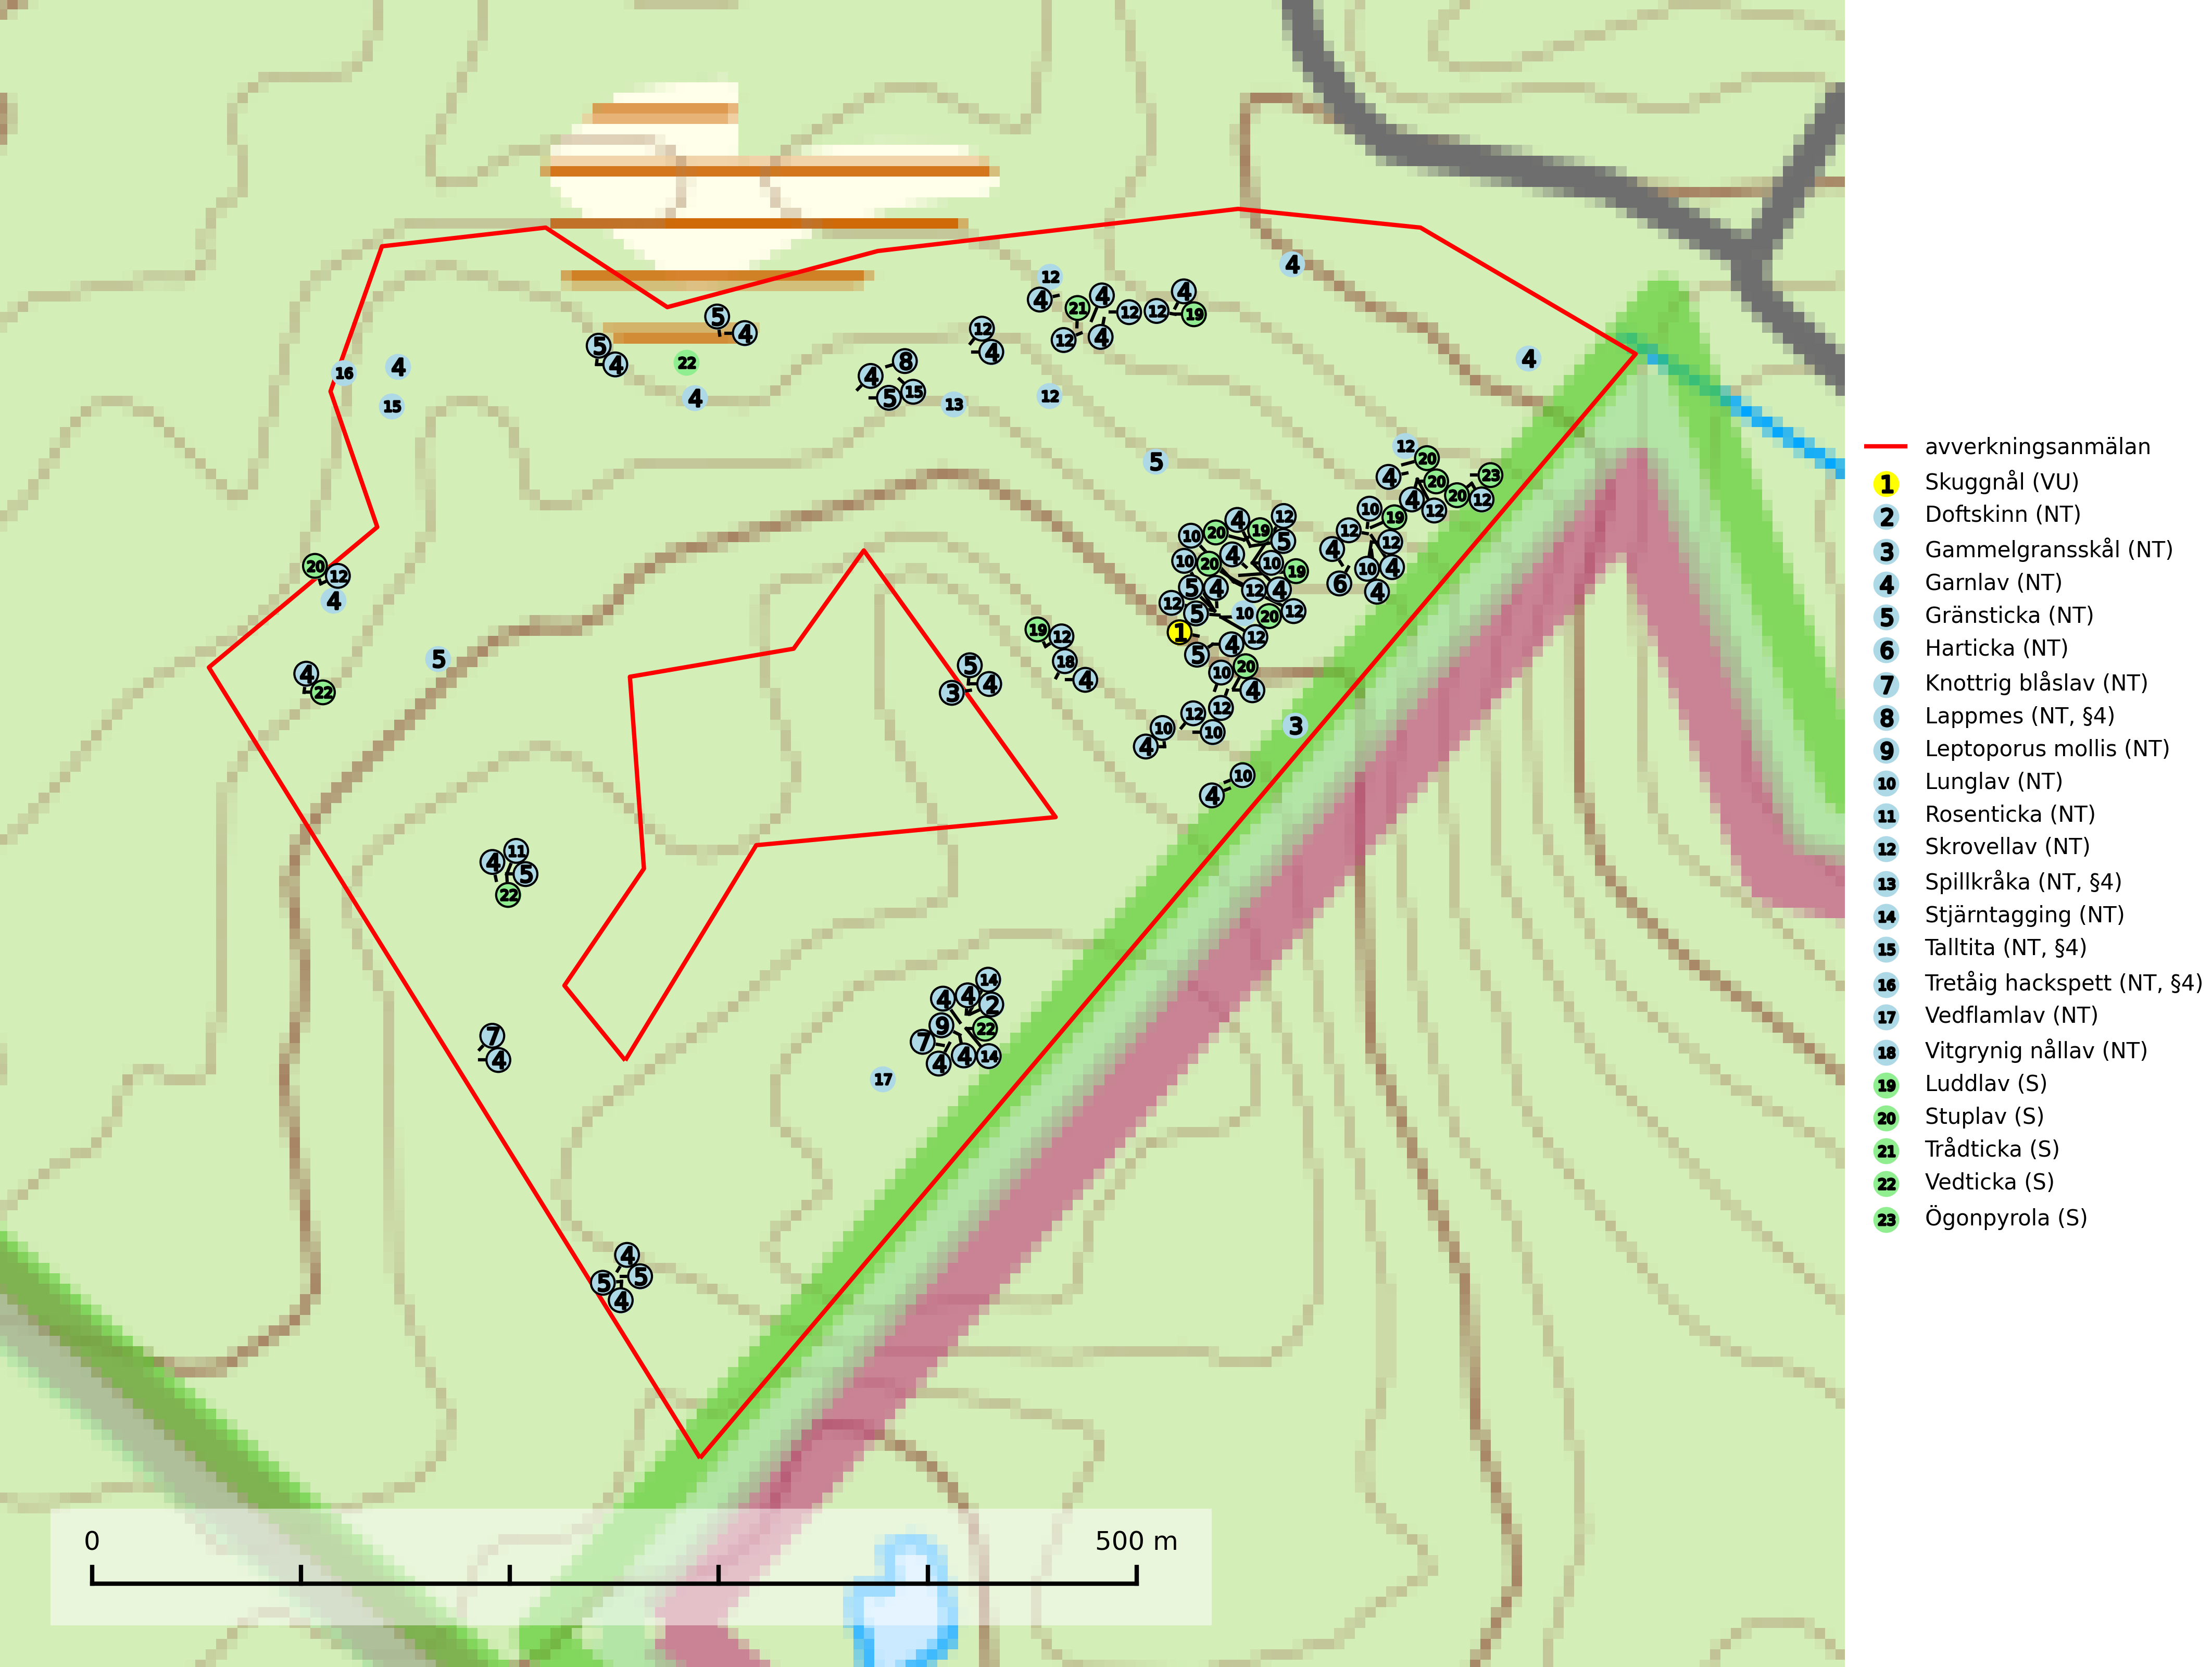 avverkningsanmälan
1 Skuggnål (VU)
2 Doftskinn (NT)
3 Gammelgransskål (NT)
4 Garnlav (NT)
5 Gränsticka (NT)
6 Harticka (NT)
7 Knottrig blåslav (NT)
8 Lappmes (NT, §4)
9 Leptoporus mollis (NT)
10 Lunglav (NT)
11 Rosenticka (NT)
12 Skrovellav (NT)
13 Spillkråka (NT, §4)
14 Stjärntagging (NT)
15 Talltita (NT, §4)
16 Tretåig hackspett (NT, §4)
17 Vedflamlav (NT)
18 Vitgrynig nållav (NT)
19 Luddlav (S)
20 Stuplav (S)
21 Trådticka (S)
22 Vedticka (S)
23 Ögonpyrola (S)
0 500 m